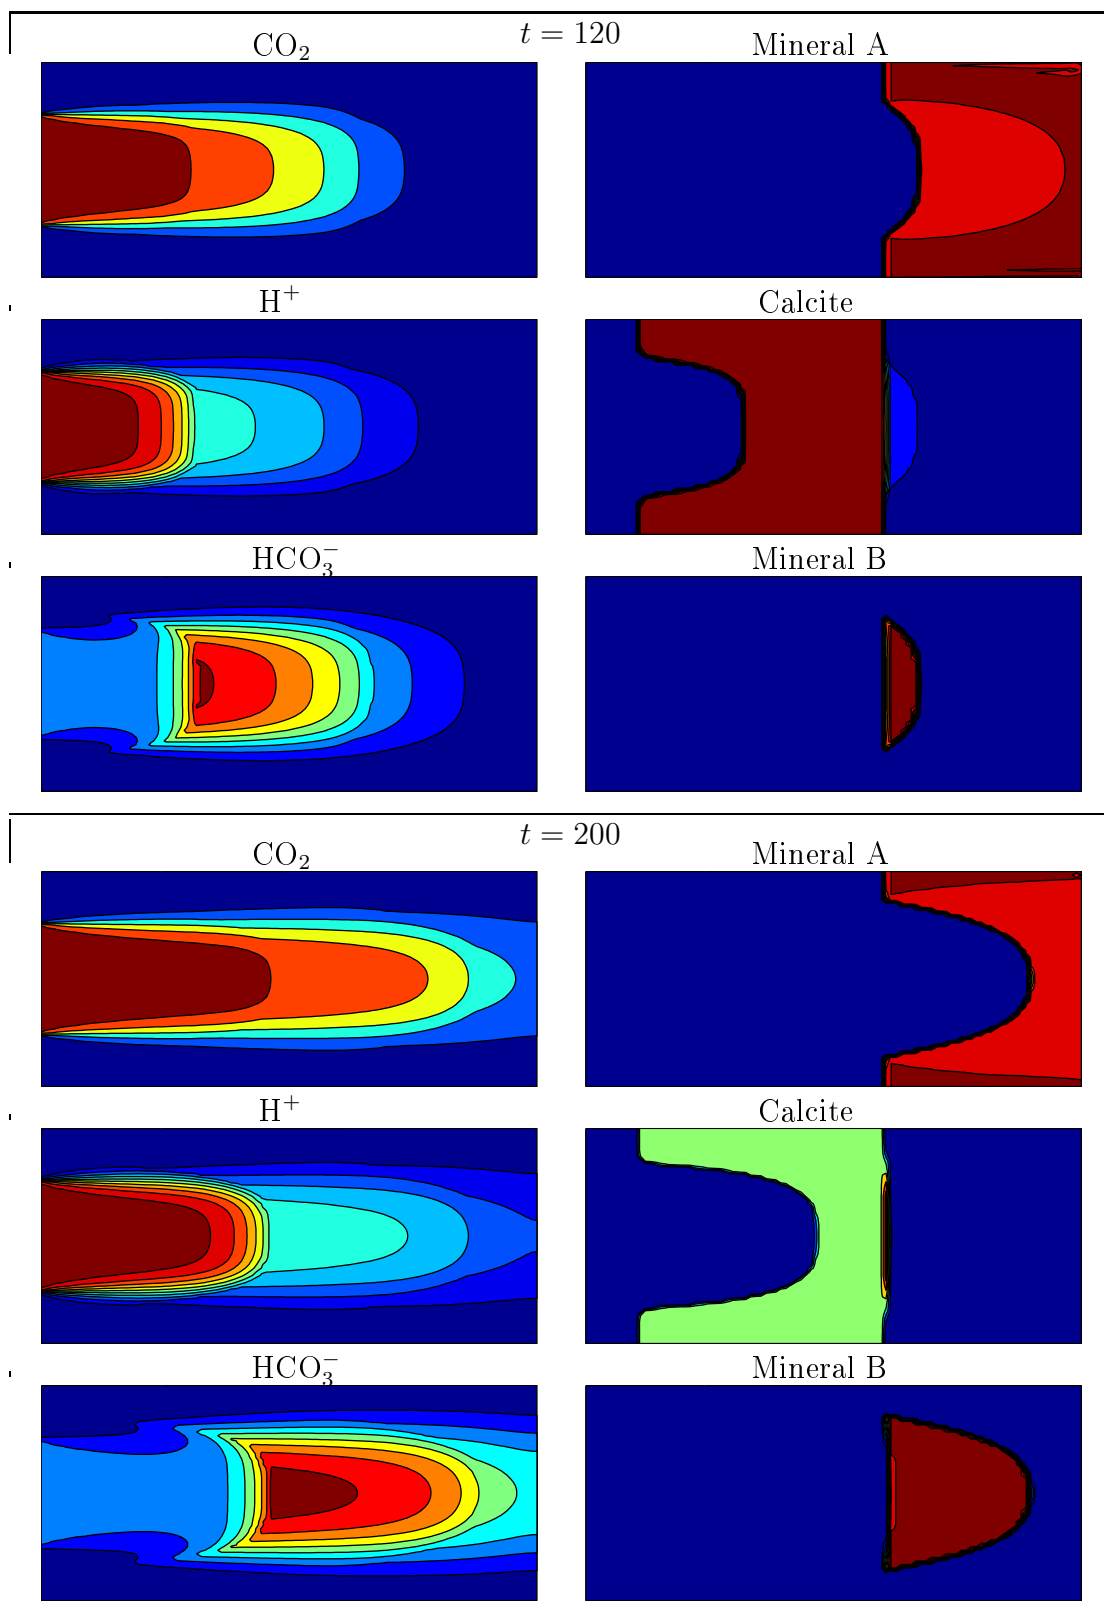 t = 120
CO₂ Mineral A
H⁺ Calcite
HCO₃⁻ Mineral B
t = 200
CO₂ Mineral A
H⁺ Calcite
HCO₃⁻ Mineral B